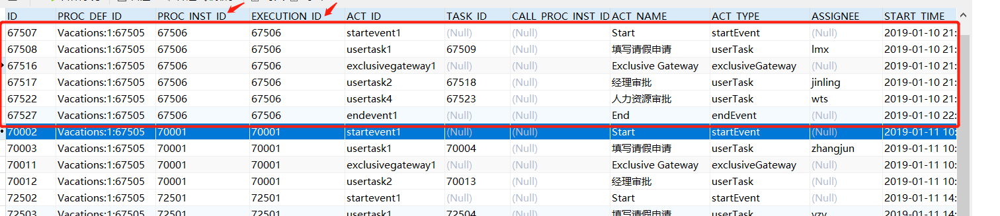 ID PROC_DEF_ID PROC_INST_ID EXECUTION_ID ACT_ID TASK_ID CALL_PROC_INST_ID ACT_NAME ACT_TYPE ASSIGNEE START_TIME
67507 Vacations:1:67505 67506 67506 startevent1 (Null) (Null) Start startEvent (Null) 2019-01-10 21:
67508 Vacations:1:67505 67506 67506 usertask1 67509 (Null) 填写请假申请 userTask lmx 2019-01-10 21:
67516 Vacations:1:67505 67506 67506 exclusivegateway1 (Null) (Null) Exclusive Gateway exclusiveGateway (Null) 2019-01-10 21:
67517 Vacations:1:67505 67506 67506 usertask2 67518 (Null) 经理审批 userTask jinling 2019-01-10 21:
67522 Vacations:1:67505 67506 67506 usertask4 67523 (Null) 人力资源审批 userTask wts 2019-01-10 21:
67527 Vacations:1:67505 67506 67506 endevent1 (Null) (Null) End endEvent (Null) 2019-01-10 22:
70002 Vacations:1:67505 70001 70001 startevent1 (Null) (Null) Start startEvent (Null) 2019-01-11 10:
70003 Vacations:1:67505 70001 70001 usertask1 70004 (Null) 填写请假申请 userTask zhangjun 2019-01-11 10:
70011 Vacations:1:67505 70001 70001 exclusivegateway1 (Null) (Null) Exclusive Gateway exclusiveGateway (Null) 2019-01-11 10:
70012 Vacations:1:67505 70001 70001 usertask2 70013 (Null) 经理审批 userTask (Null) 2019-01-11 10:
72502 Vacations:1:67505 72501 72501 startevent1 (Null) (Null) Start startEvent (Null) 2019-01-11 14:
72503 Vacations:1:67505 72501 72501 usertask1 72504 (Null) 填写请假申请 userTask 2019-01-11 14: